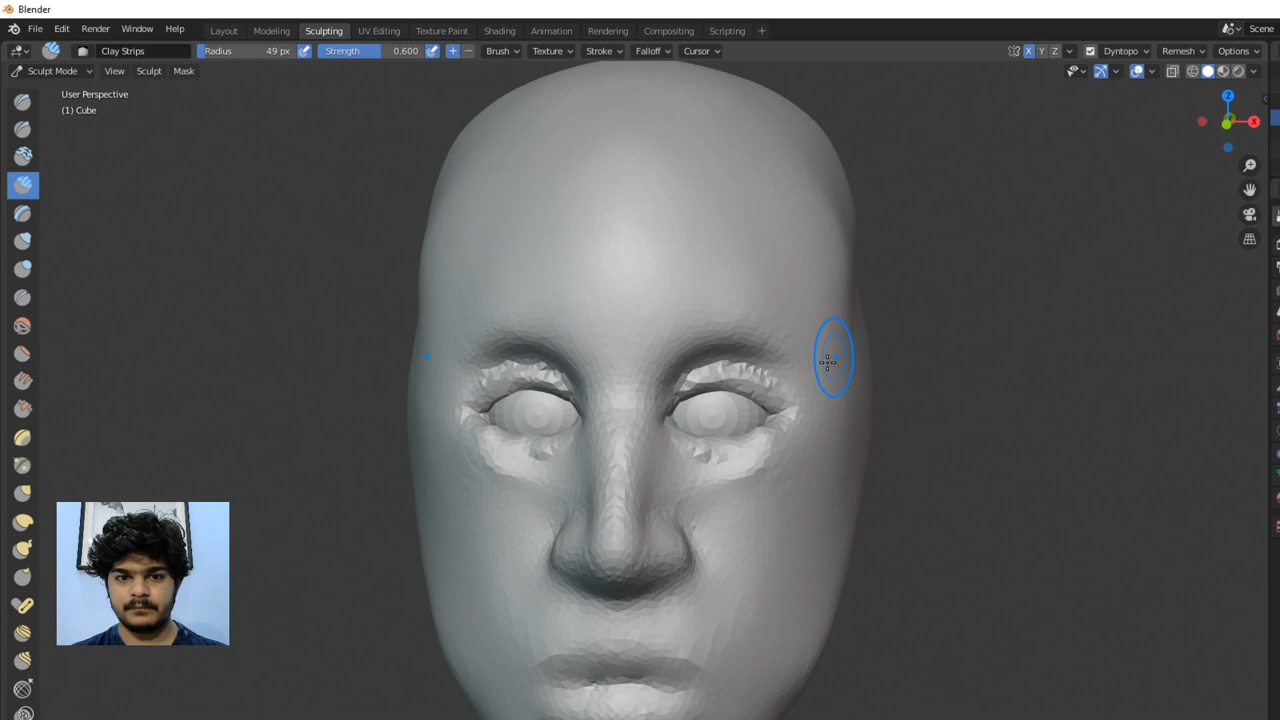 Blender
File Edit Render Window Help Layout Modeling Sculpting UV Editing Texture Paint Shading Animation Rendering Compositing Scripting + Scene
Clay Strips Radius 49 px Strength 0.600 + − Brush Texture Stroke Falloff Cursor X Y Z Dyntopo Remesh Options
Sculpt Mode View Sculpt Mask
User Perspective
(1) Cube
Z
X